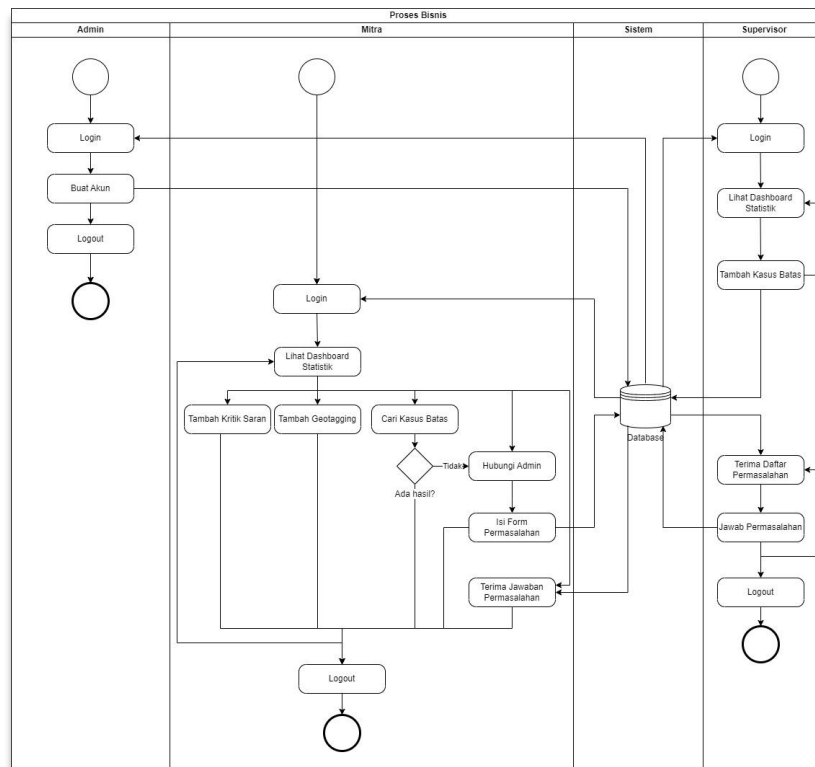 Proses Bisnis
Admin
Mitra
Sistem
Supervisor
Login
Login
Buat Akun
Lihat Dashboard
Statistik
Logout
Tambah Kasus Batas
Login
Lihat Dashboard
Statistik
Tambah Kritik Saran
Tambah Geotagging
Cari Kasus Batas
Database
Tidak
Hubungi Admin
Terima Daftar
Permasalahan
Ada hasil?
Isi Form
Permasalahan
Jawab Permasalahan
Terima Jawaban
Permasalahan
Logout
Logout